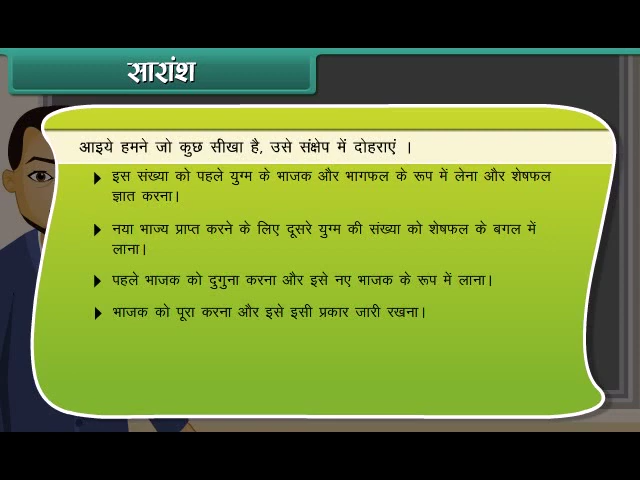 सारांश
आइये हमने जो कुछ सीखा है, उसे संक्षेप में दोहराएं ।
इस संख्या को पहले युग्म के भाजक और भागफल के रूप में लेना और शेषफल
ज्ञात करना।
नया भाज्य प्राप्त करने के लिए दूसरे युग्म की संख्या को शेषफल के बगल में
लाना।
पहले भाजक को दुगुना करना और इसे नए भाजक के रूप में लाना।
भाजक को पूरा करना और इसे इसी प्रकार जारी रखना।